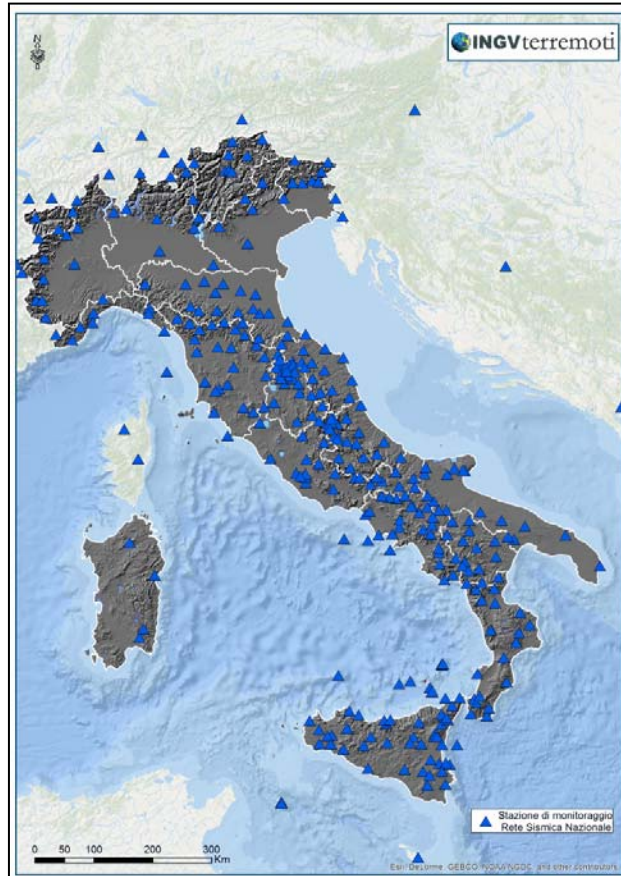 N
INGVterremoti
Stazione di monitoraggio
Rete Sismica Nazionale
0 50 100 200 300
Km
Esri, DeLorme, GEBCO, NOAA NGDC, and other contributors